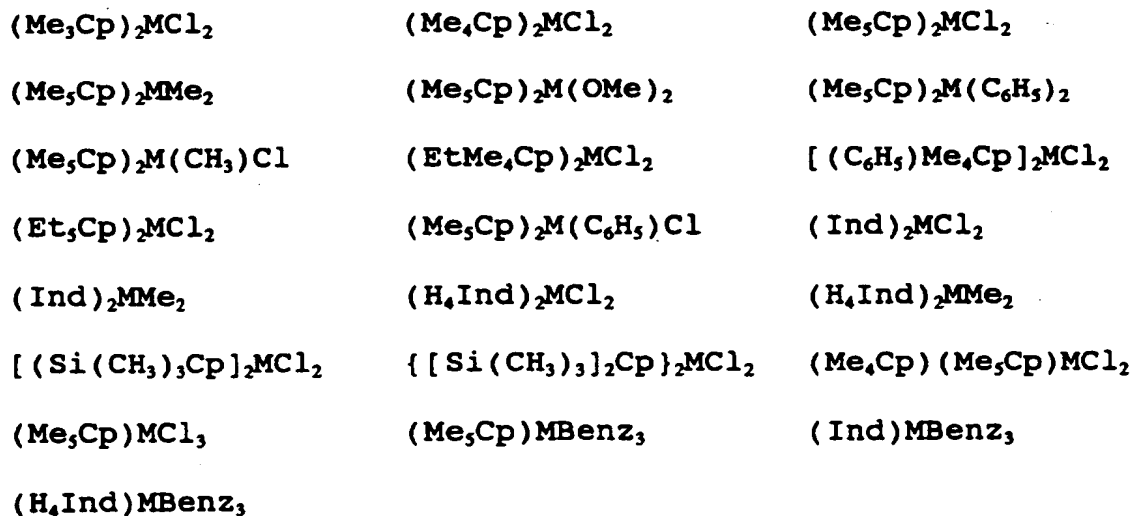 (Me₃Cp)₂MCl₂ (Me₄Cp)₂MCl₂ (Me₅Cp)₂MCl₂
(Me₅Cp)₂MMe₂ (Me₅Cp)₂M(OMe)₂ (Me₅Cp)₂M(C₆H₅)₂
(Me₅Cp)₂M(CH₃)Cl (EtMe₄Cp)₂MCl₂ [(C₆H₅)Me₄Cp]₂MCl₂
(Et₅Cp)₂MCl₂ (Me₅Cp)₂M(C₆H₅)Cl (Ind)₂MCl₂
(Ind)₂MMe₂ (H₄Ind)₂MCl₂ (H₄Ind)₂MMe₂
[(Si(CH₃)₃Cp]₂MCl₂ {[Si(CH₃)₃]₂Cp}₂MCl₂ (Me₄Cp)(Me₅Cp)MCl₂
(Me₅Cp)MCl₃ (Me₅Cp)MBenz₃ (Ind)MBenz₃
(H₄Ind)MBenz₃